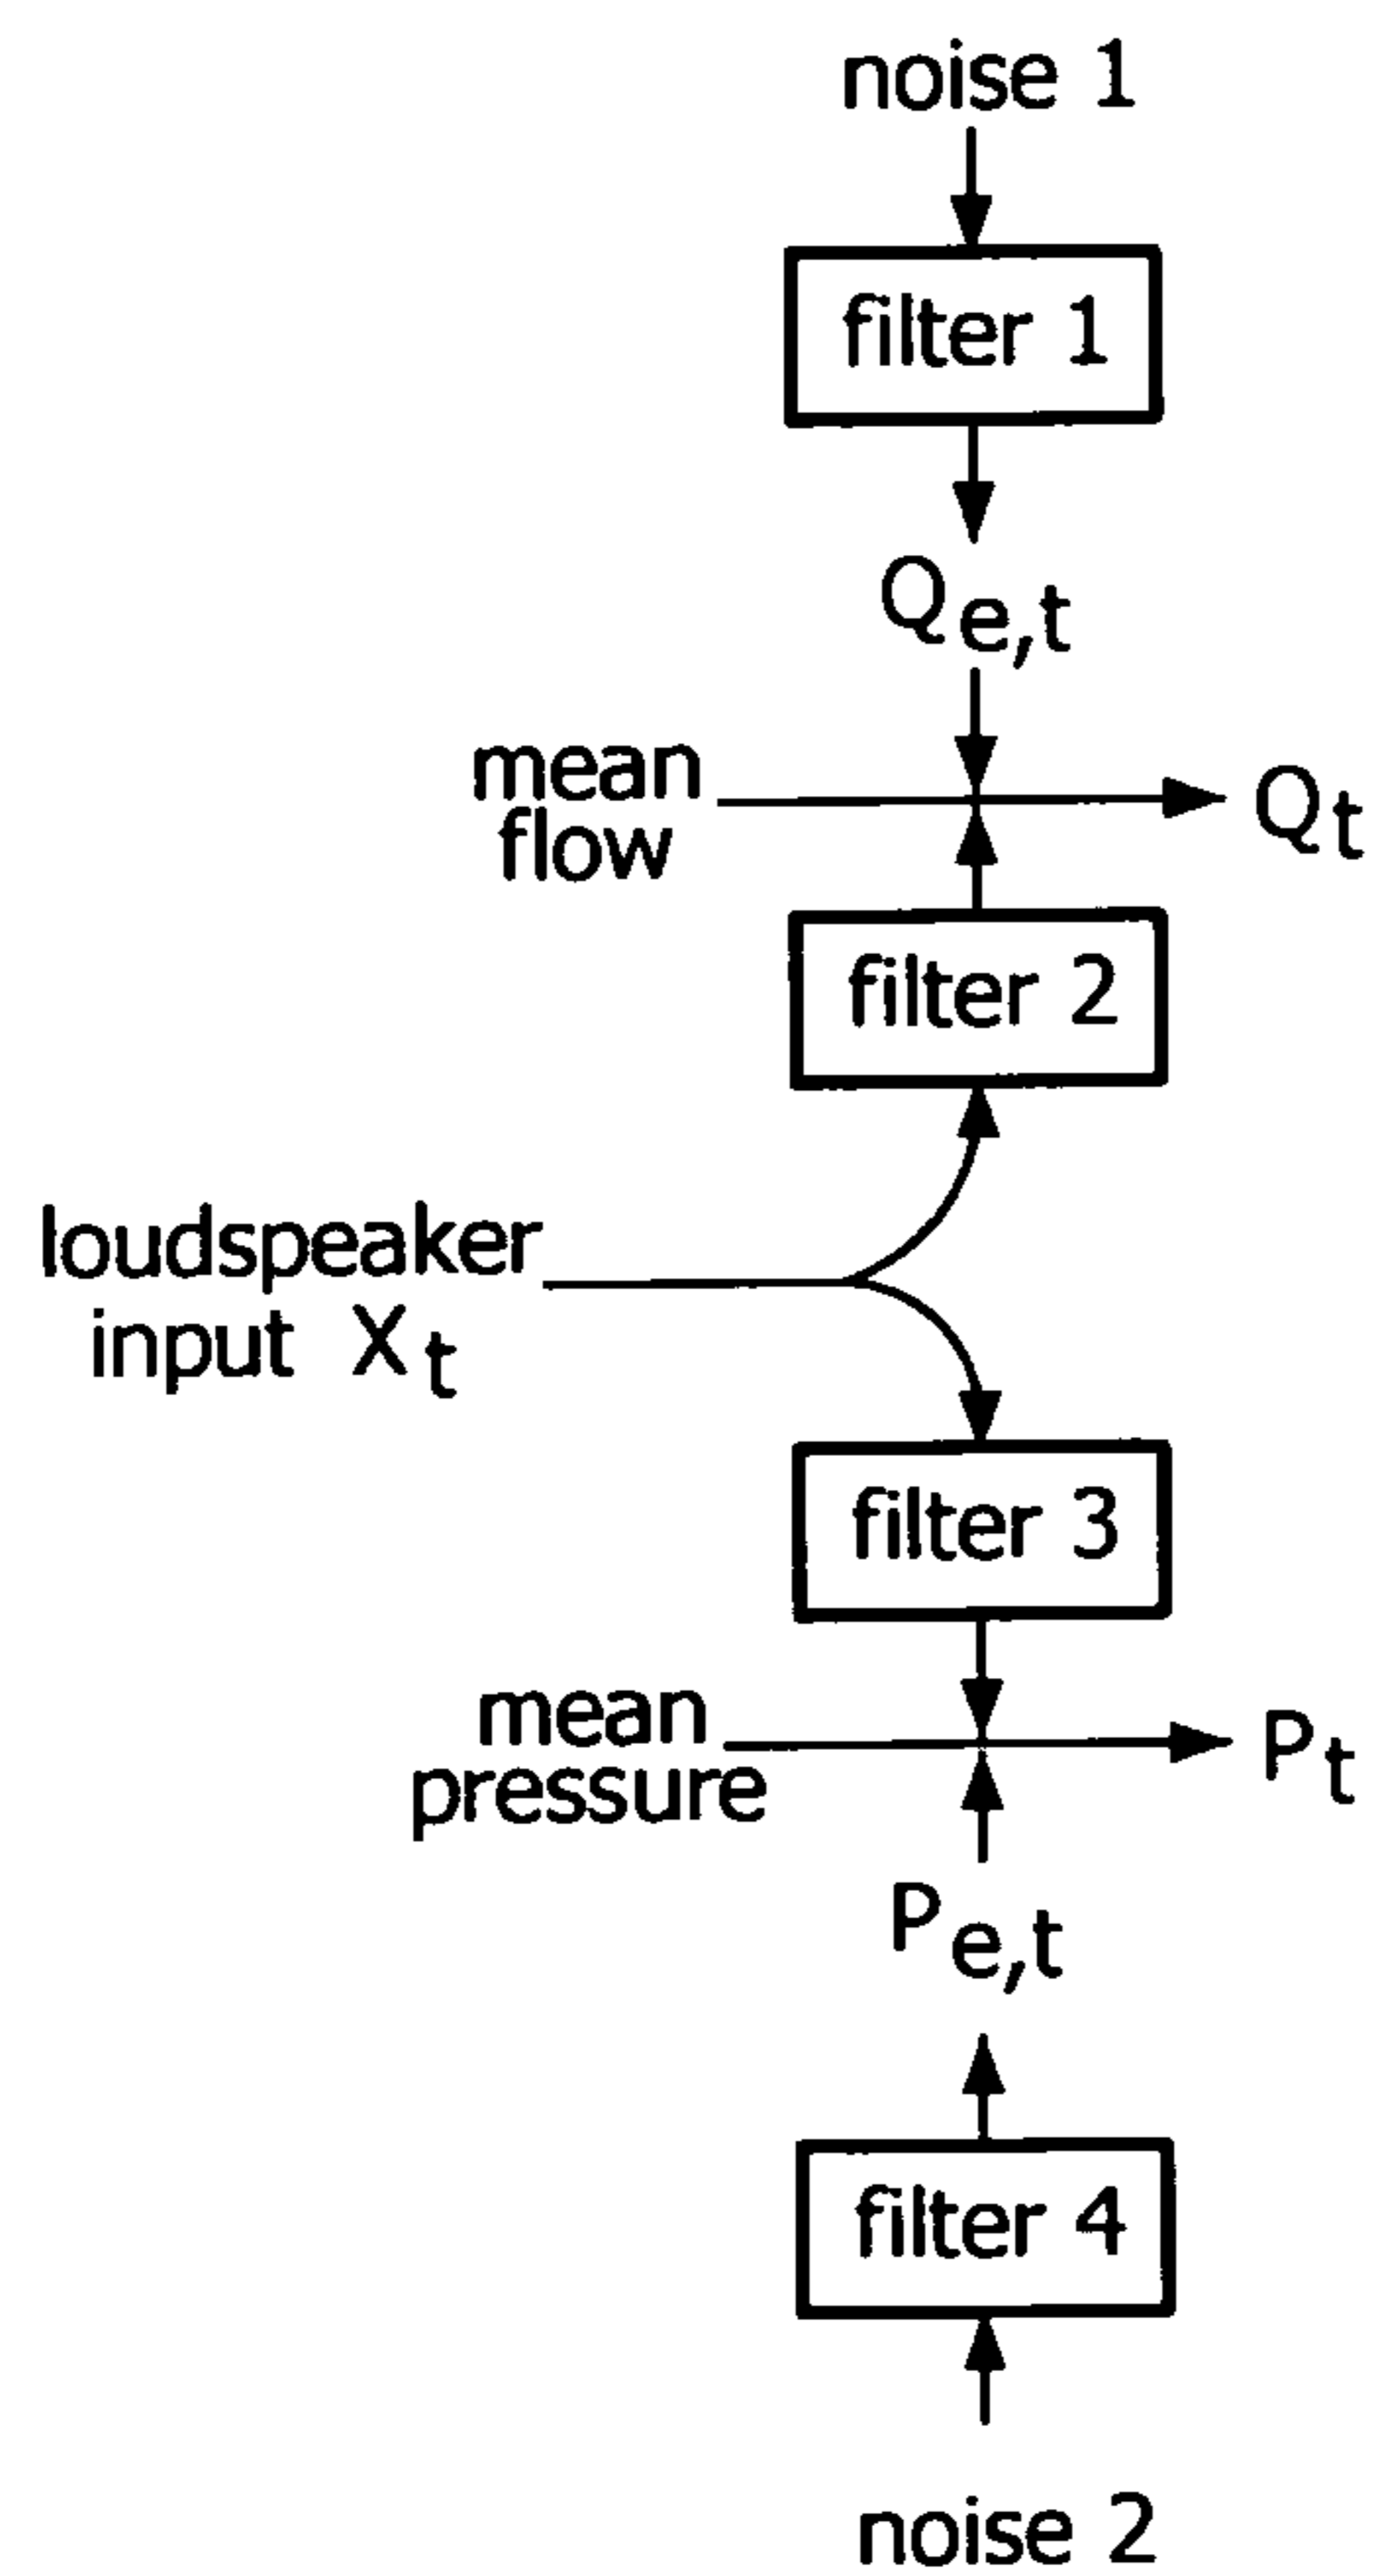 noise 1
filter 1
Qe,t
mean
flow
Qt
filter 2
loudspeaker
input Xt
filter 3
mean
pressure
Pt
Pe,t
filter 4
noise 2